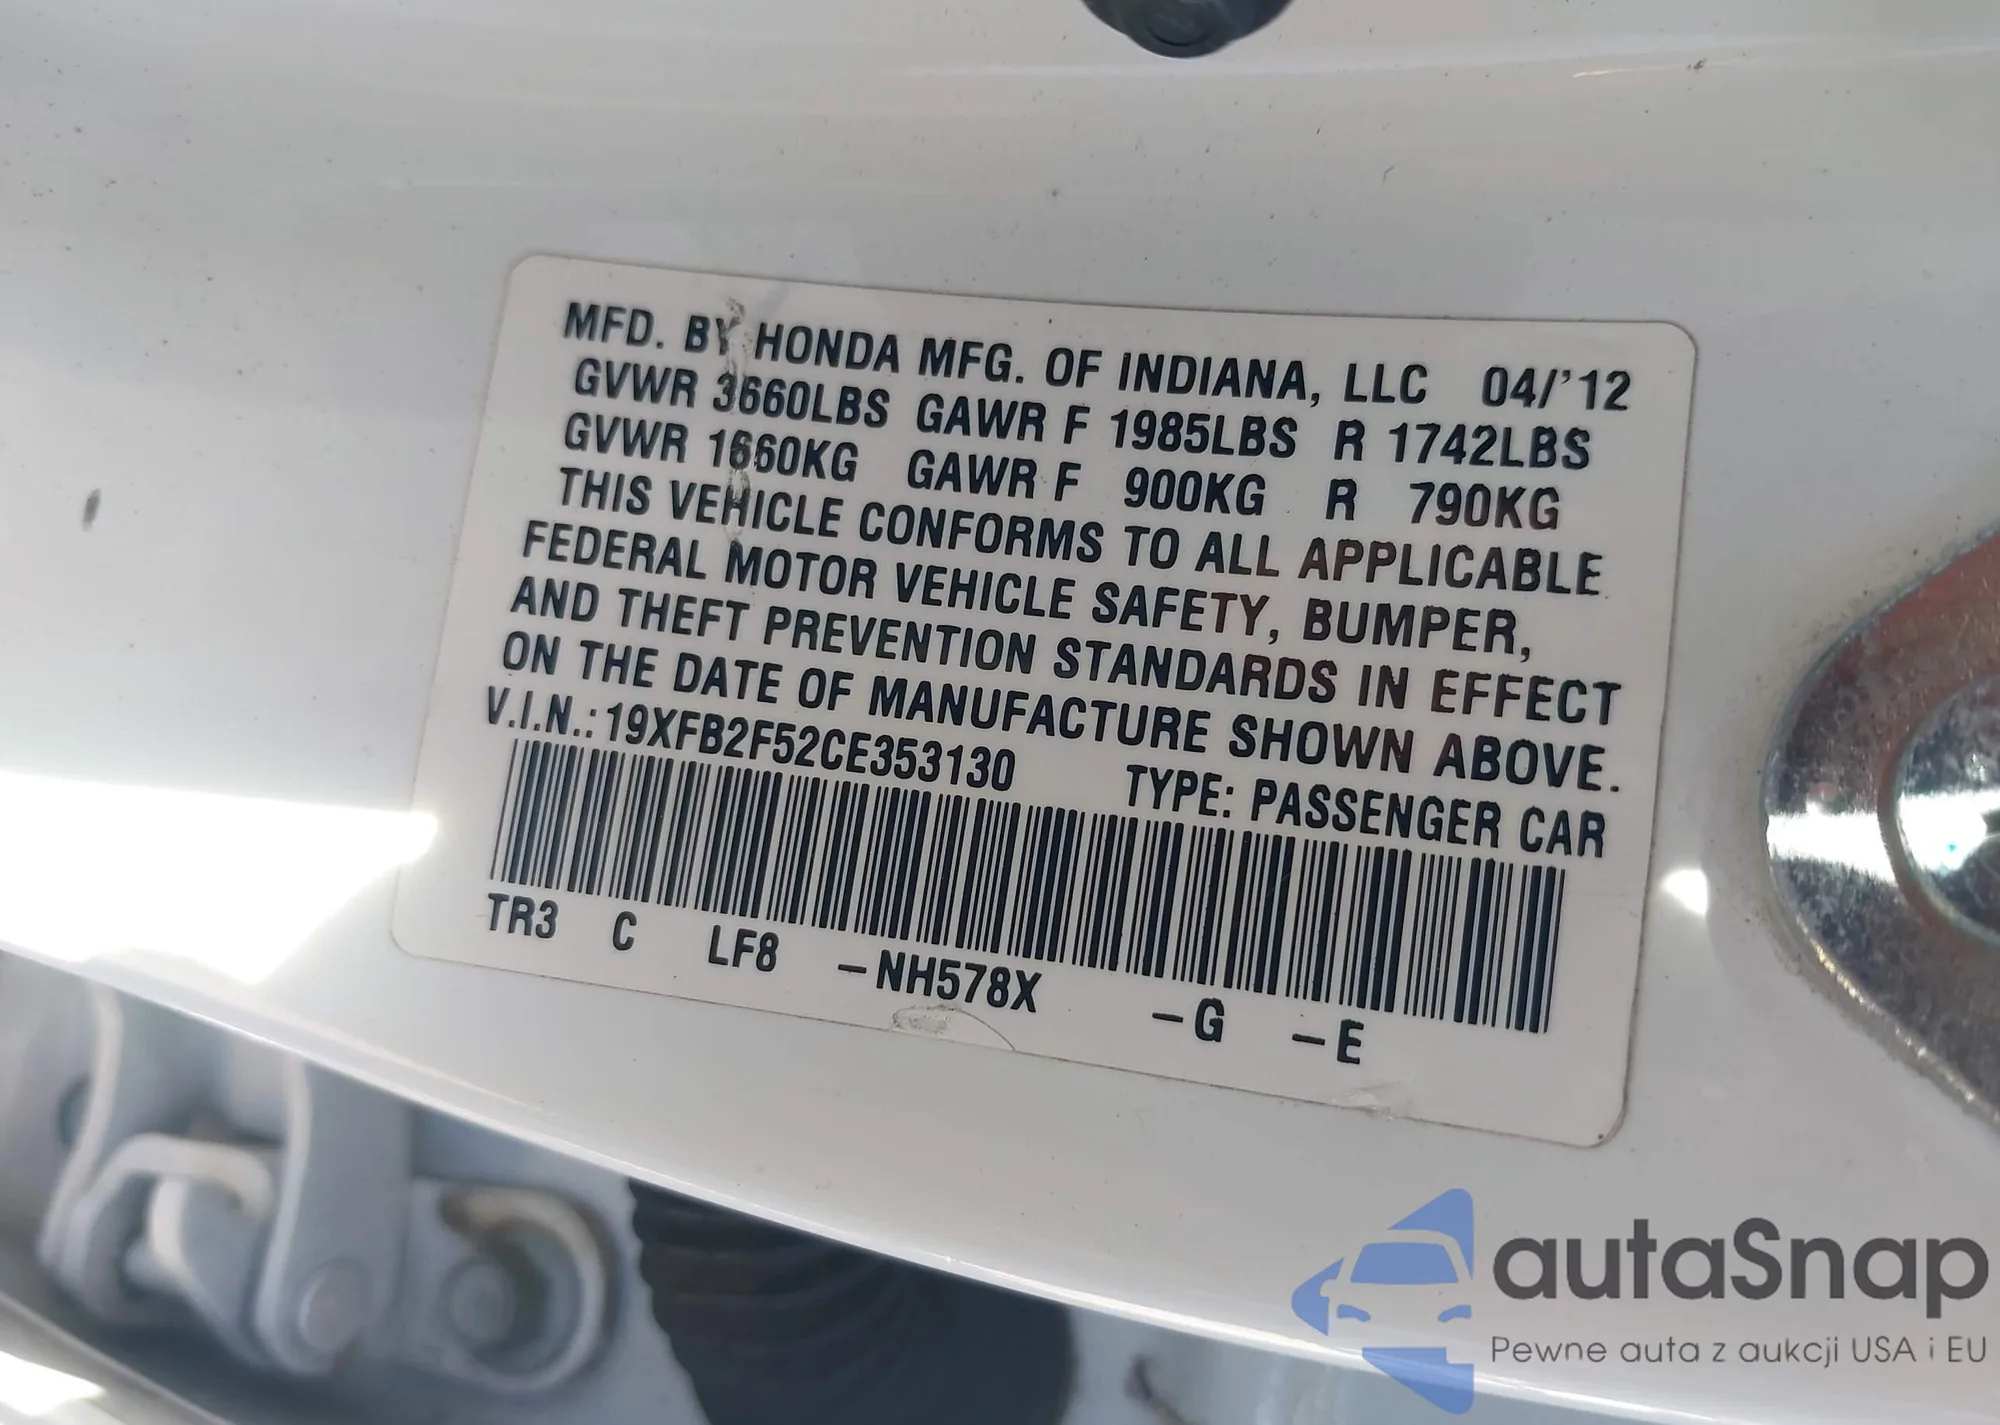 MFD. BY HONDA MFG. OF INDIANA, LLC 04/'12
GVWR 3660LBS GAWR F 1985LBS R 1742LBS
GVWR 1660KG GAWR F 900KG R 790KG
THIS VEHICLE CONFORMS TO ALL APPLICABLE
FEDERAL MOTOR VEHICLE SAFETY, BUMPER,
AND THEFT PREVENTION STANDARDS IN EFFECT
ON THE DATE OF MANUFACTURE SHOWN ABOVE.
V.I.N.: 19XFB2F52CE353130 TYPE: PASSENGER CAR
TR3 C LF8 -NH578X -G -E
autaSnap
Pewne auta z aukcji USA i EU